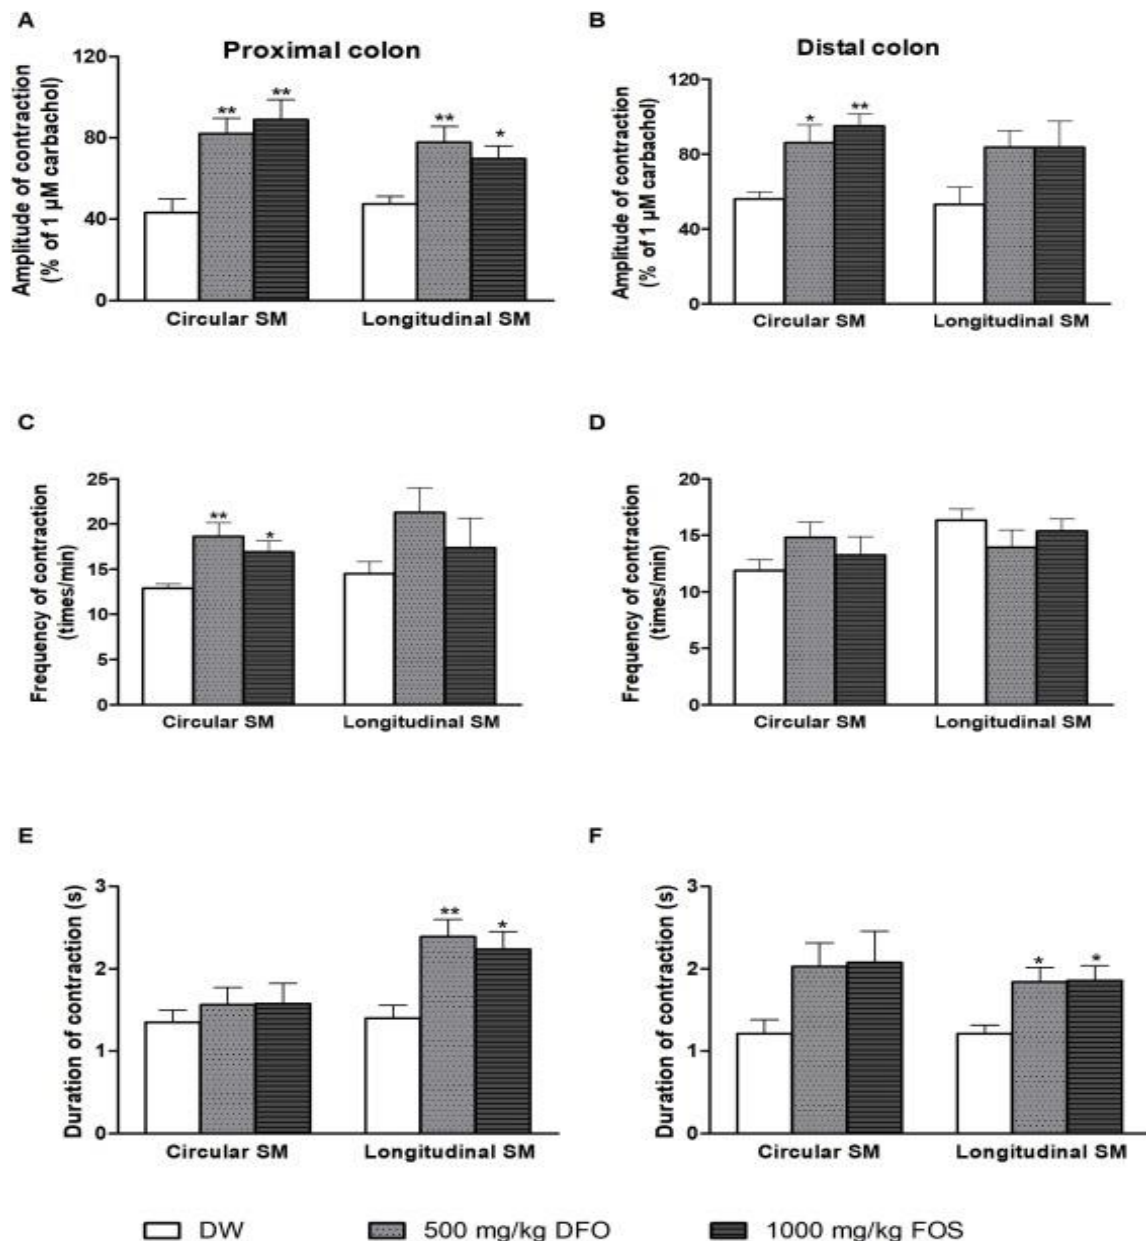 A
Proximal colon
Amplitude of contraction
(% of 1 µM carbachol)
120
80
40
0
** ** ** *
Circular SM Longitudinal SM
B
Distal colon
Amplitude of contraction
(% of 1 µM carbachol)
120
80
40
0
* **
Circular SM Longitudinal SM
C
Frequency of contraction
(times/min)
25
20
15
10
5
0
** *
Circular SM Longitudinal SM
D
Frequency of contraction
(times/min)
20
15
10
5
0
Circular SM Longitudinal SM
E
Duration of contraction (s)
3
2
1
0
** *
Circular SM Longitudinal SM
F
Duration of contraction (s)
3
2
1
0
* *
Circular SM Longitudinal SM
DW 500 mg/kg DFO 1000 mg/kg FOS